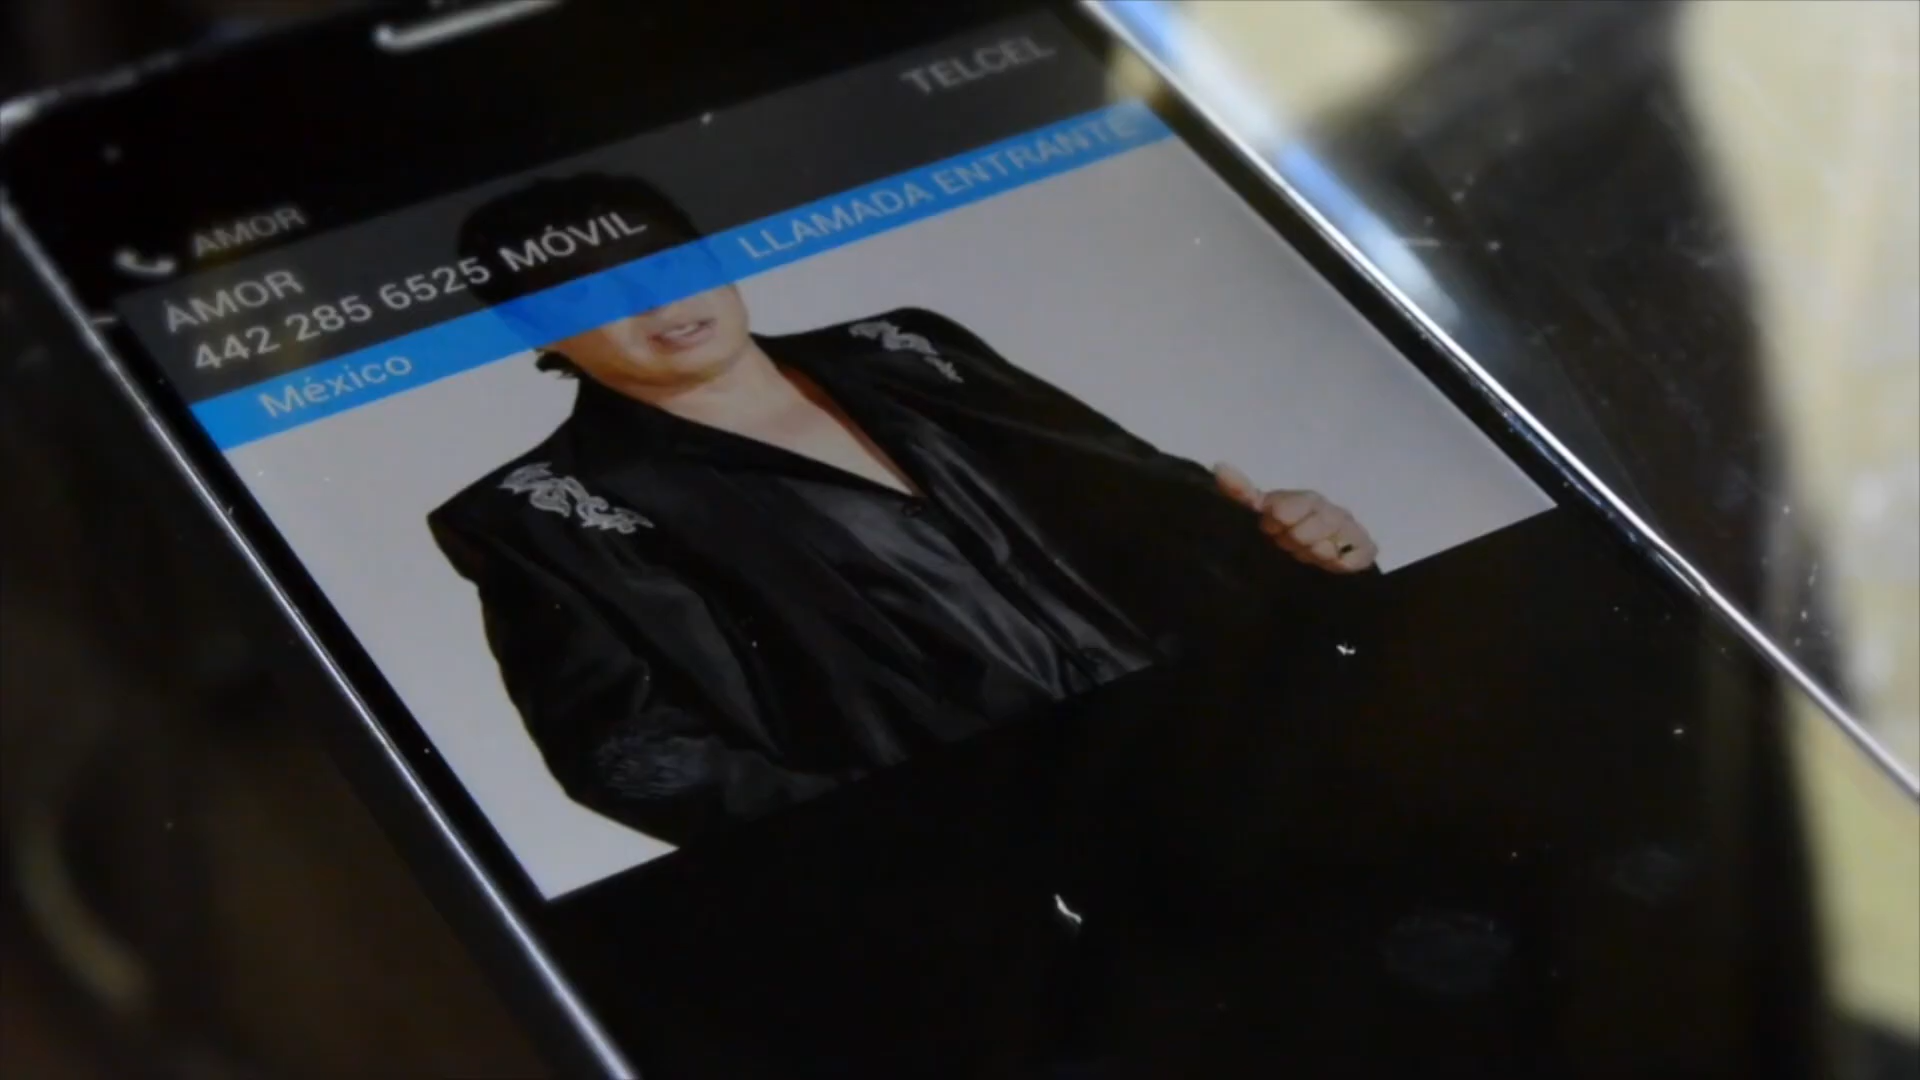 TELCEL
AMOR
AMOR
442 285 6525 MÓVIL
México LLAMADA ENTRANTE